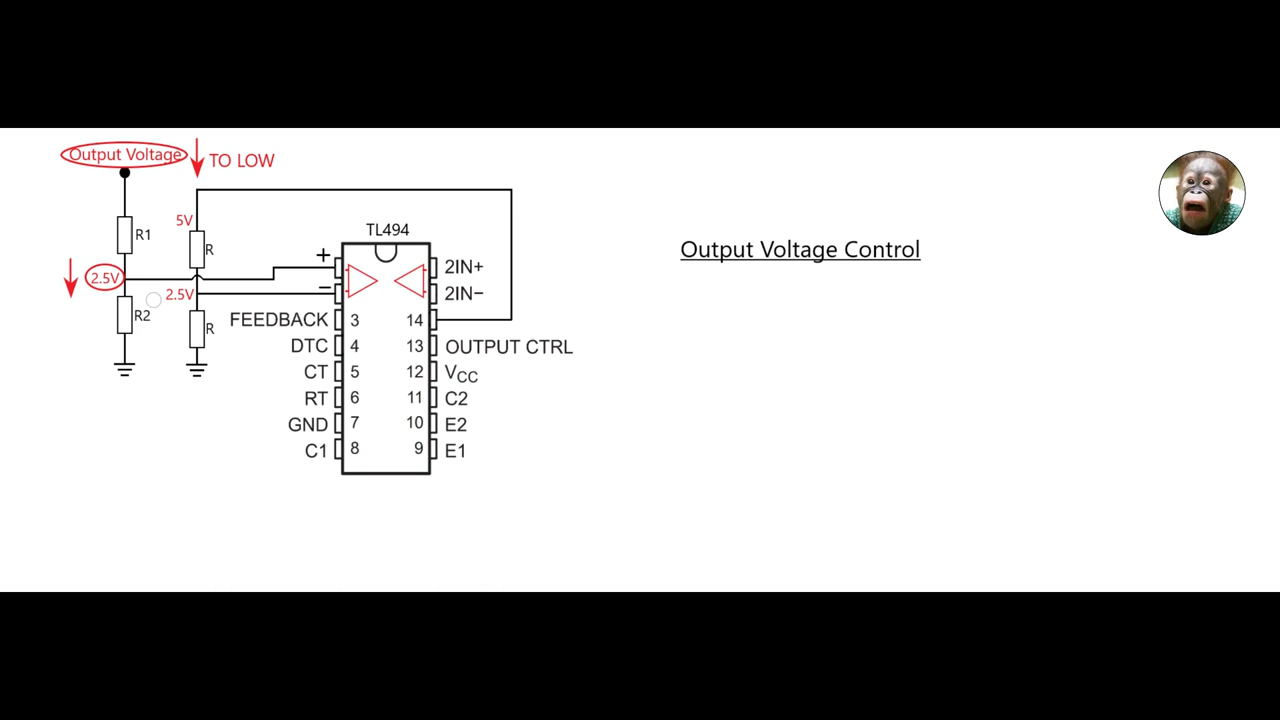 Output Voltage
TO LOW
5V
R1
R
TL494
Output Voltage Control
+
2IN+
2.5V
2.5V
−
2IN−
R2
R
FEEDBACK 3 14
DTC 4 13 OUTPUT CTRL
CT 5 12 VCC
RT 6 11 C2
GND 7 10 E2
C1 8 9 E1